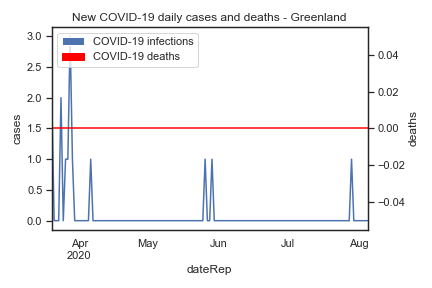 New COVID-19 daily cases and deaths - Greenland
COVID-19 infections
COVID-19 deaths
3.0
2.5
2.0
1.5
1.0
0.5
0.0
cases
0.04
0.02
0.00
−0.02
−0.04
deaths
Apr
2020
May
Jun
Jul
Aug
dateRep